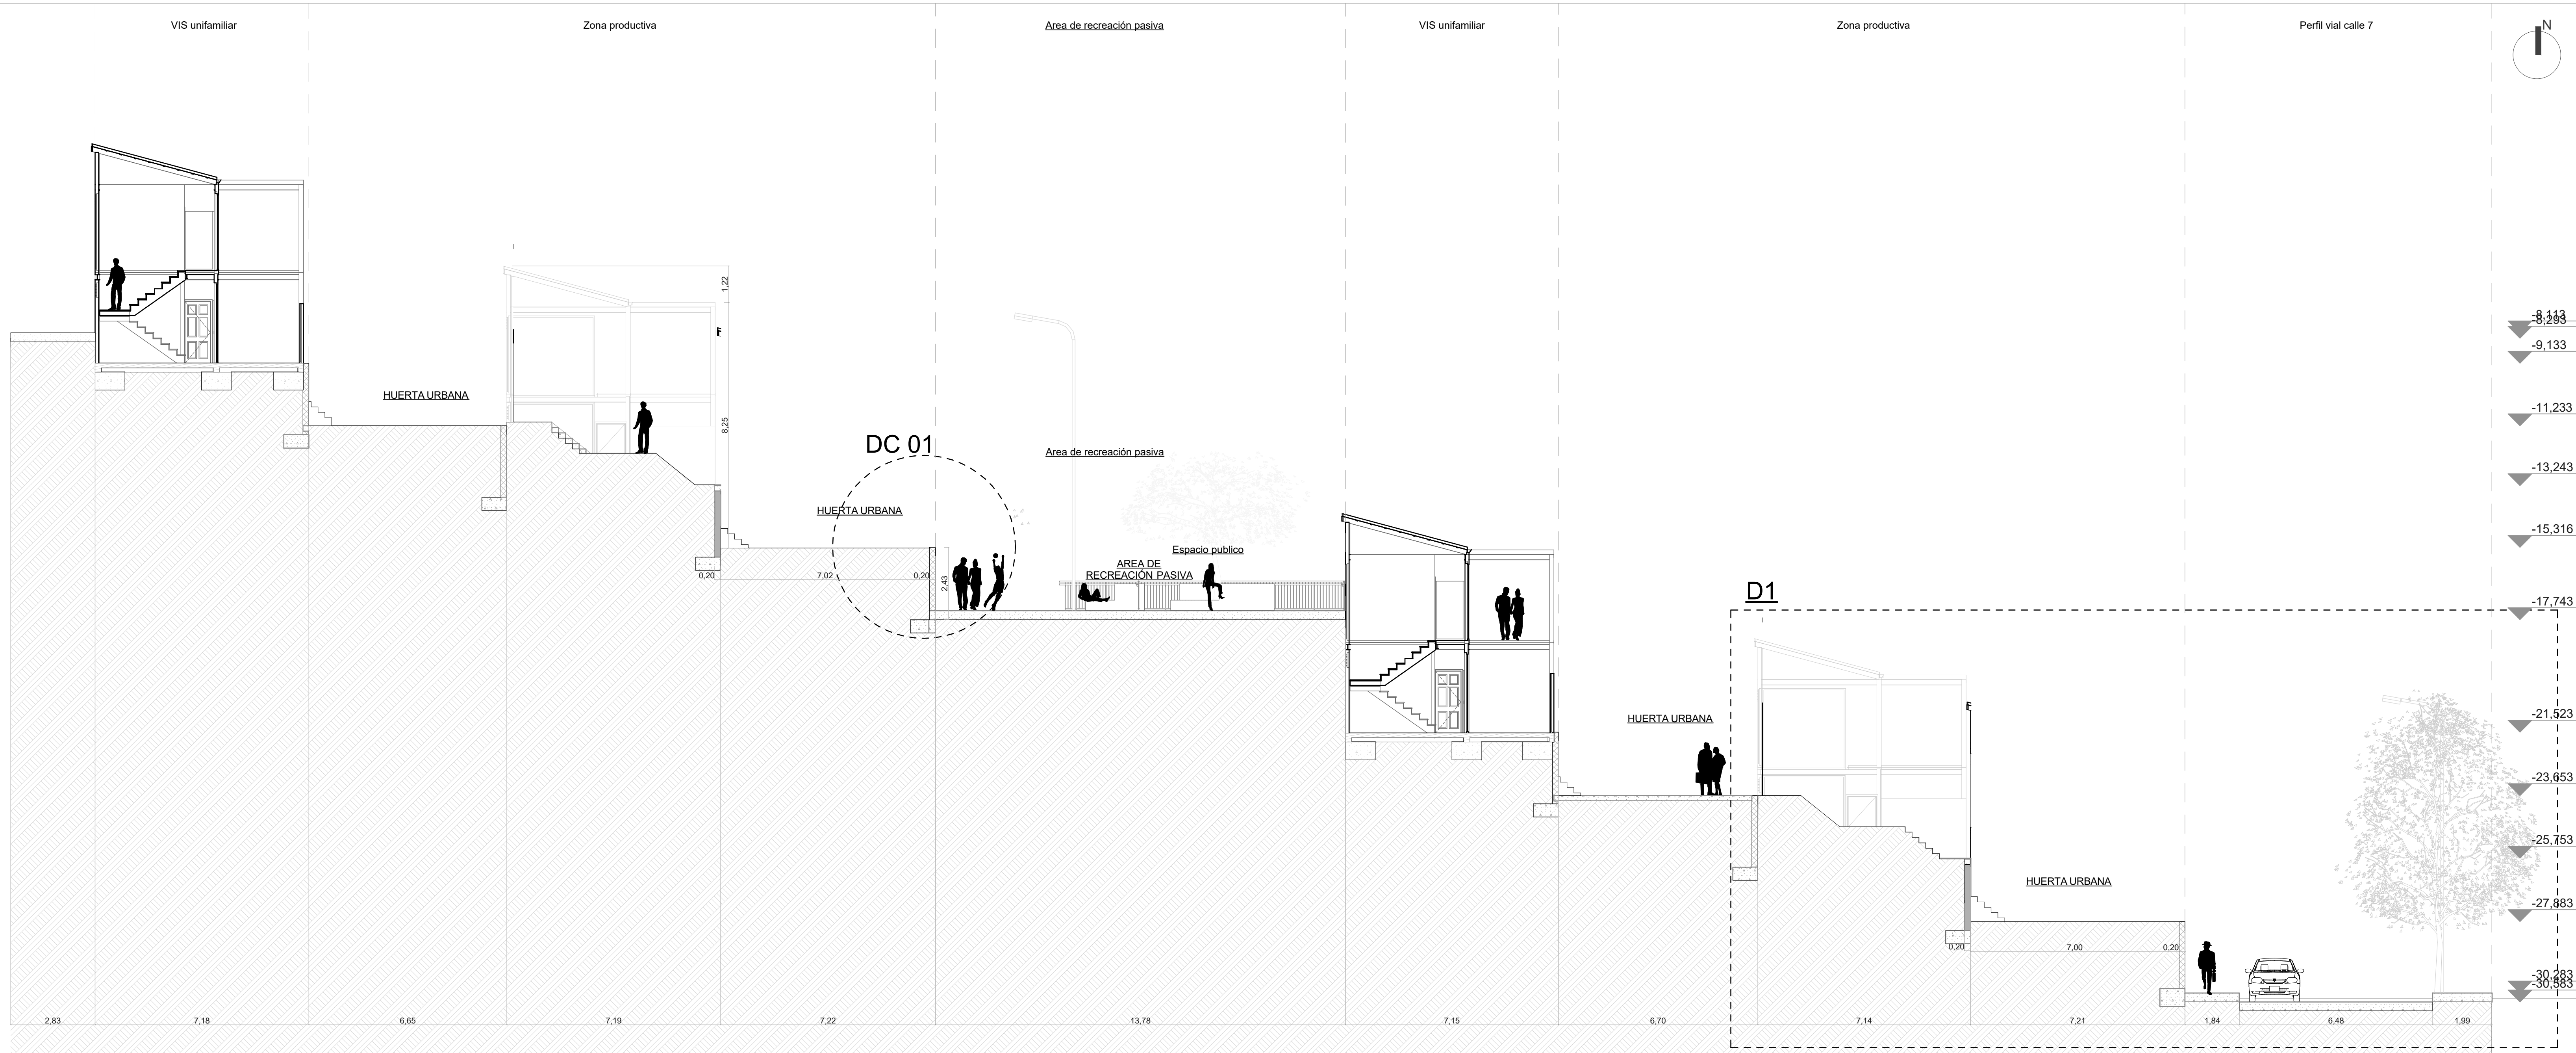 VIS unifamiliar
Zona productiva
Area de recreación pasiva
VIS unifamiliar
Zona productiva
Perfil vial calle 7
N
1,22
8,25
HUERTA URBANA
DC 01
HUERTA URBANA
Area de recreación pasiva
Espacio publico
AREA DE
RECREACIÓN PASIVA
0,20
7,02
0,20
2,43
D1
HUERTA URBANA
HUERTA URBANA
0,20
7,00
0,20
-8,113
-8,293
-9,133
-11,233
-13,243
-15,316
-17,743
-21,523
-23,653
-25,753
-27,883
-30,283
-30,583
2,83
7,18
6,65
7,19
7,22
13,78
7,15
6,70
7,14
7,21
1,84
6,48
1,99